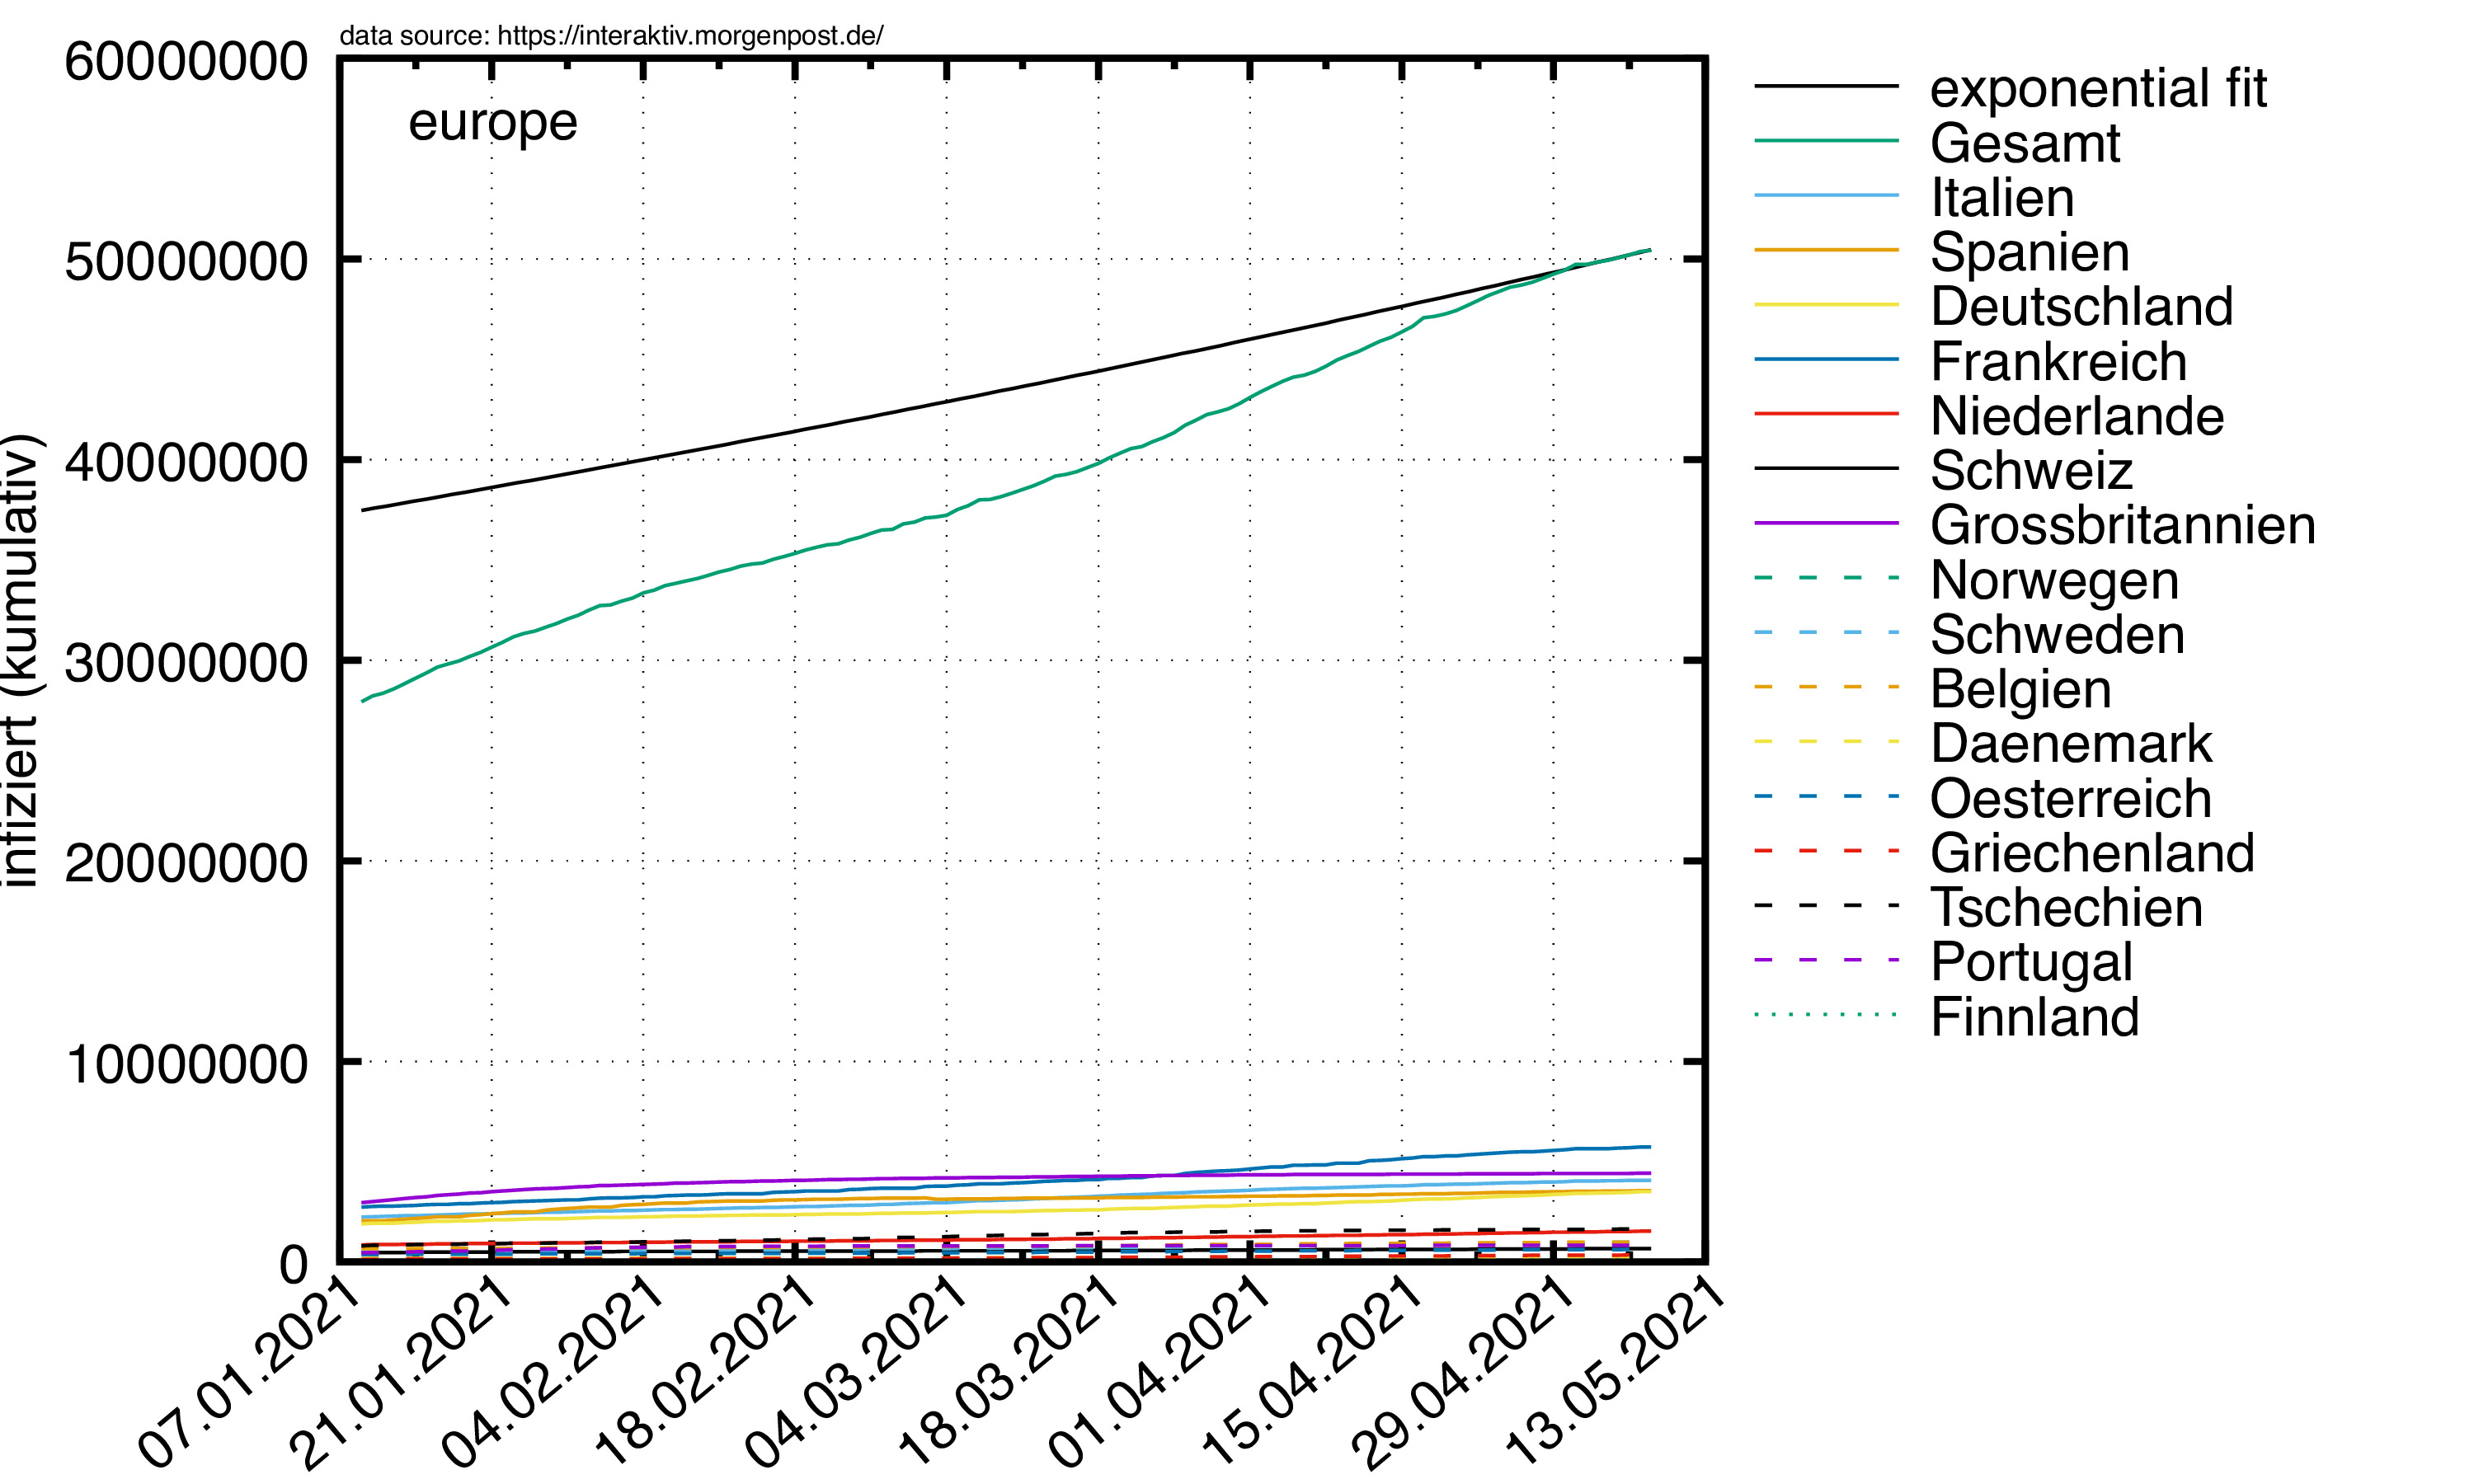 data source: https://interaktiv.morgenpost.de/
europe
infiziert (kumulativ)
60000000
50000000
40000000
30000000
20000000
10000000
0
07.01.2021
21.01.2021
04.02.2021
18.02.2021
04.03.2021
18.03.2021
01.04.2021
15.04.2021
29.04.2021
13.05.2021
exponential fit
Gesamt
Italien
Spanien
Deutschland
Frankreich
Niederlande
Schweiz
Grossbritannien
Norwegen
Schweden
Belgien
Daenemark
Oesterreich
Griechenland
Tschechien
Portugal
Finnland